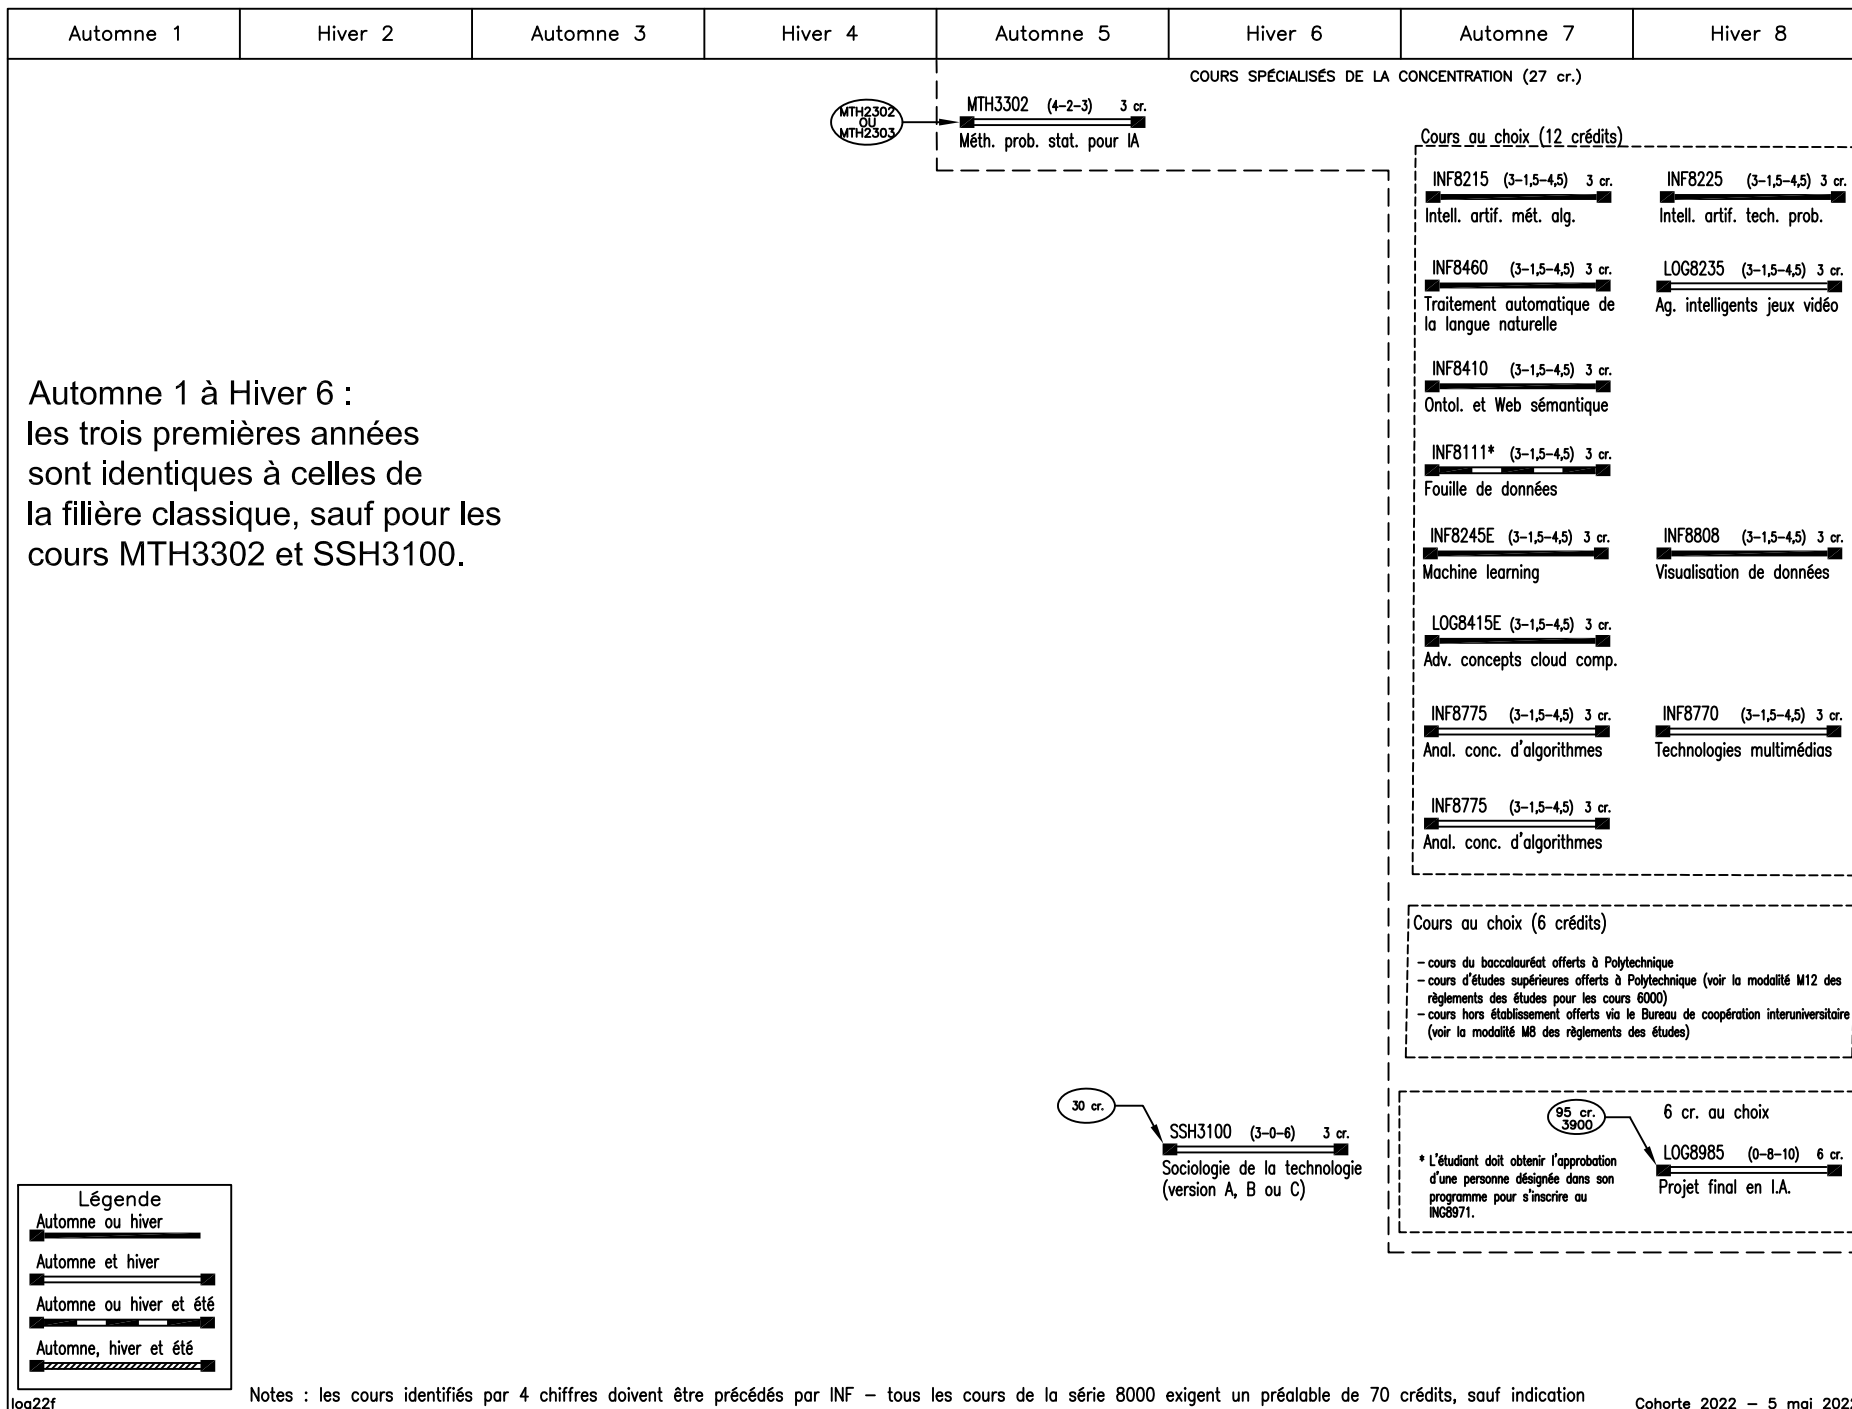 Automne 1
Hiver 2
Automne 3
Hiver 4
Automne 5
Hiver 6
Automne 7
Hiver 8
COURS SPÉCIALISÉS DE LA CONCENTRATION (27 cr.)
MTH2302
OU
MTH2303
MTH3302 (4-2-3) 3 cr.
Méth. prob. stat. pour IA
Cours au choix (12 crédits)
INF8215 (3-1,5-4,5) 3 cr.
Intell. artif. mét. alg.
INF8225 (3-1,5-4,5) 3 cr.
Intell. artif. tech. prob.
INF8460 (3-1,5-4,5) 3 cr.
Traitement automatique de
la langue naturelle
LOG8235 (3-1,5-4,5) 3 cr.
Ag. intelligents jeux vidéo
INF8410 (3-1,5-4,5) 3 cr.
Ontol. et Web sémantique
INF8111* (3-1,5-4,5) 3 cr.
Fouille de données
INF8245E (3-1,5-4,5) 3 cr.
Machine learning
INF8808 (3-1,5-4,5) 3 cr.
Visualisation de données
LOG8415E (3-1,5-4,5) 3 cr.
Adv. concepts cloud comp.
INF8775 (3-1,5-4,5) 3 cr.
Anal. conc. d'algorithmes
INF8770 (3-1,5-4,5) 3 cr.
Technologies multimédias
INF8775 (3-1,5-4,5) 3 cr.
Anal. conc. d'algorithmes
Automne 1 à Hiver 6 :
les trois premières années
sont identiques à celles de
la filière classique, sauf pour les
cours MTH3302 et SSH3100.
Cours au choix (6 crédits)
- cours du baccalauréat offerts à Polytechnique
- cours d'études supérieures offerts à Polytechnique (voir la modalité M12 des
règlements des études pour les cours 6000)
- cours hors établissement offerts via le Bureau de coopération interuniversitaire
(voir la modalité M8 des règlements des études)
30 cr.
SSH3100 (3-0-6) 3 cr.
Sociologie de la technologie
(version A, B ou C)
95 cr.
3900
6 cr. au choix
LOG8985 (0-8-10) 6 cr.
Projet final en I.A.
* L'étudiant doit obtenir l'approbation
d'une personne désignée dans son
programme pour s'inscrire au
ING8971.
Légende
Automne ou hiver
Automne et hiver
Automne ou hiver et été
Automne, hiver et été
log22f
Notes : les cours identifiés par 4 chiffres doivent être précédés par INF - tous les cours de la série 8000 exigent un préalable de 70 crédits, sauf indication
Cohorte 2022 - 5 mai 2022